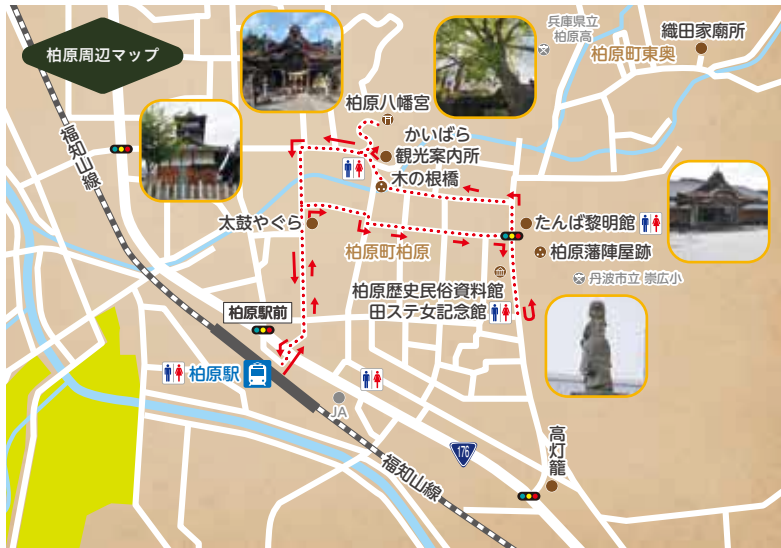 柏原周辺マップ
兵庫県立
柏原高
織田家廟所
柏原町東奥
柏原八幡宮
かいばら
観光案内所
木の根橋
福知山線
太鼓やぐら
たんば黎明館
柏原町柏原
柏原藩陣屋跡
丹波市立 崇広小
柏原歴史民俗資料館
田ステ女記念館
柏原駅前
柏原駅
JA
176
高灯籠
福知山線